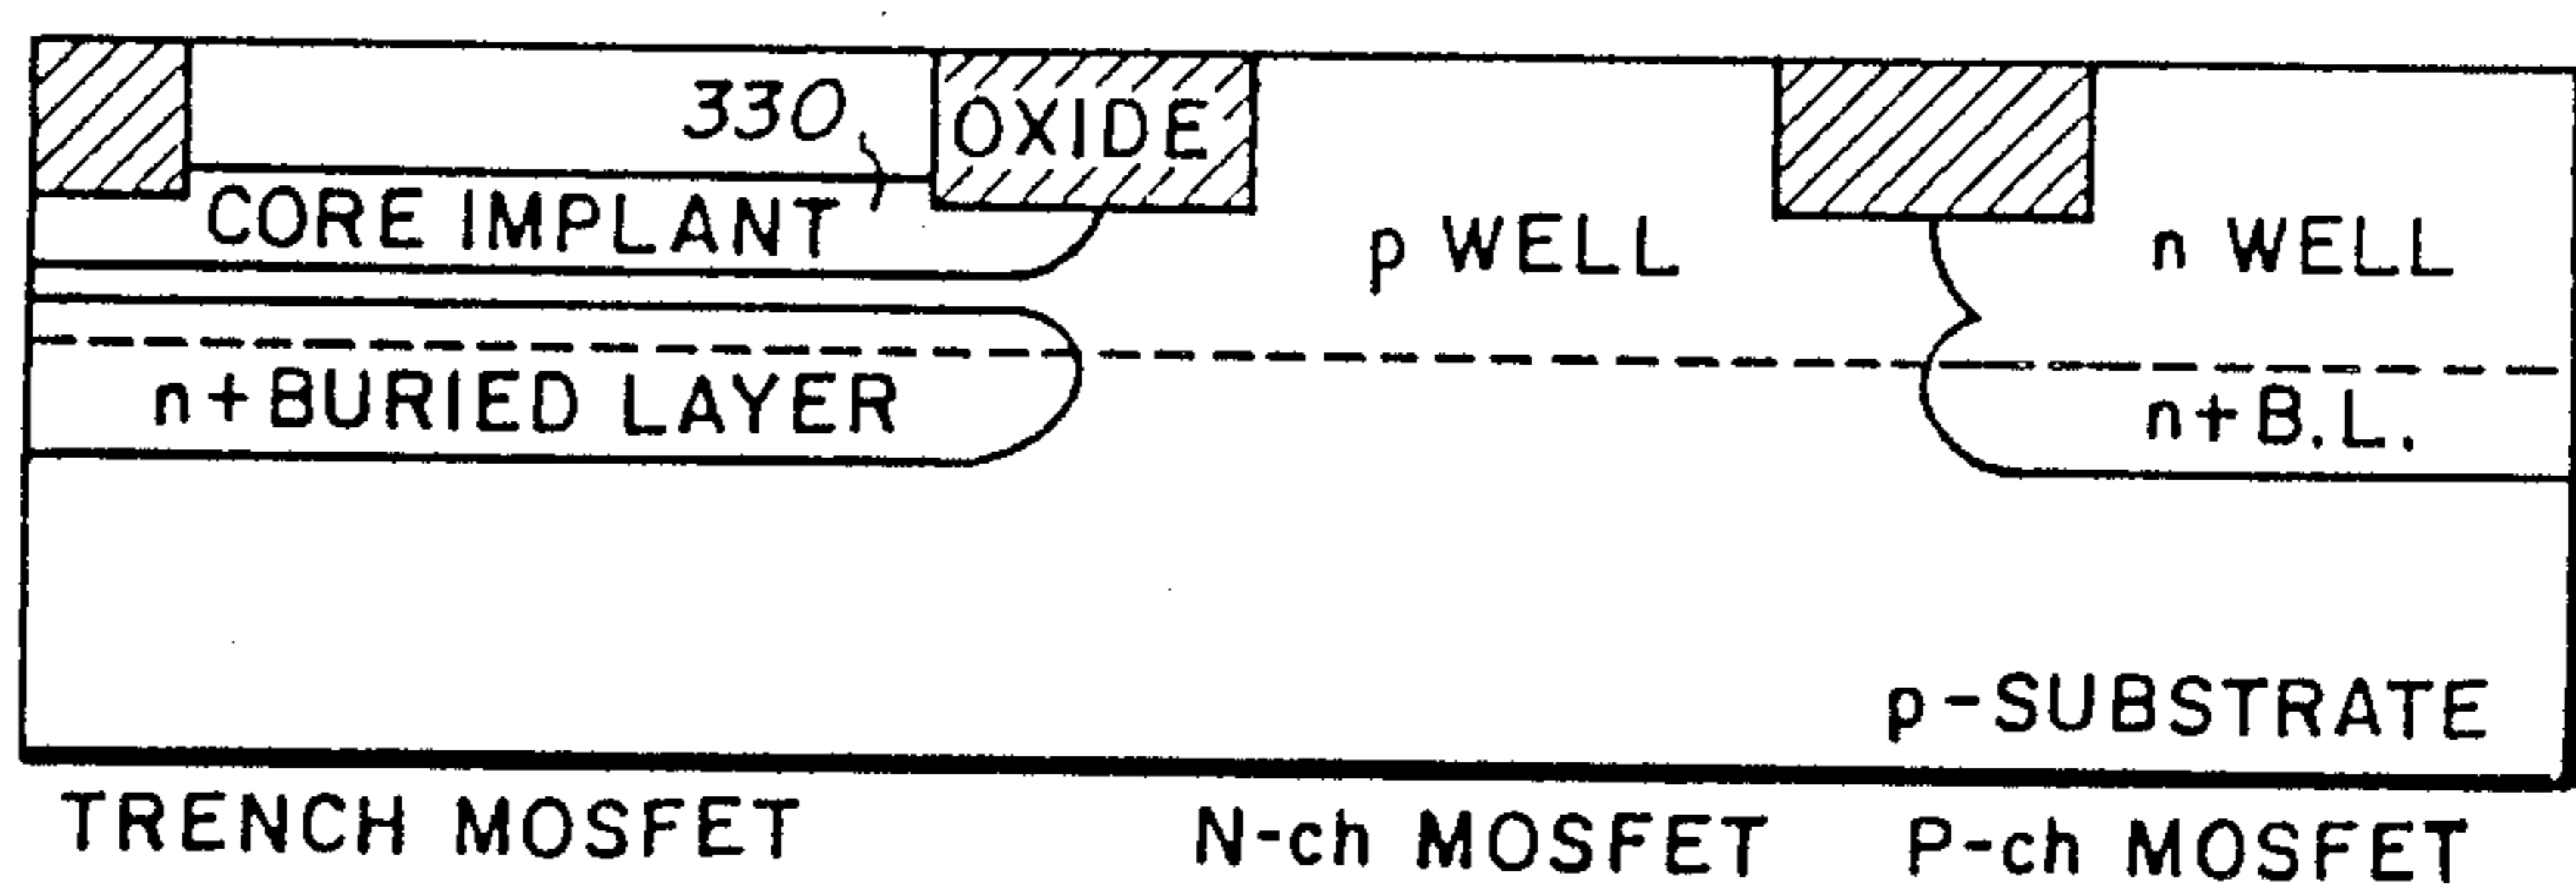 330
OXIDE
CORE IMPLANT
p WELL
n WELL
n+BURIED LAYER
n+B.L.
p-SUBSTRATE
TRENCH MOSFET
N-ch MOSFET
P-ch MOSFET